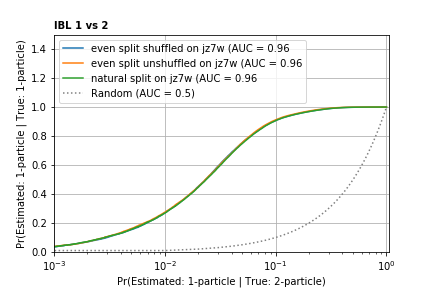 IBL 1 vs 2
1.4
1.2
1.0
0.8
0.6
0.4
0.2
0.0
Pr(Estimated: 1-particle | True: 1-particle)
even split shuffled on jz7w (AUC = 0.96
even split unshuffled on jz7w (AUC = 0.96
natural split on jz7w (AUC = 0.96
Random (AUC = 0.5)
10⁻³
10⁻²
10⁻¹
10⁰
Pr(Estimated: 1-particle | True: 2-particle)